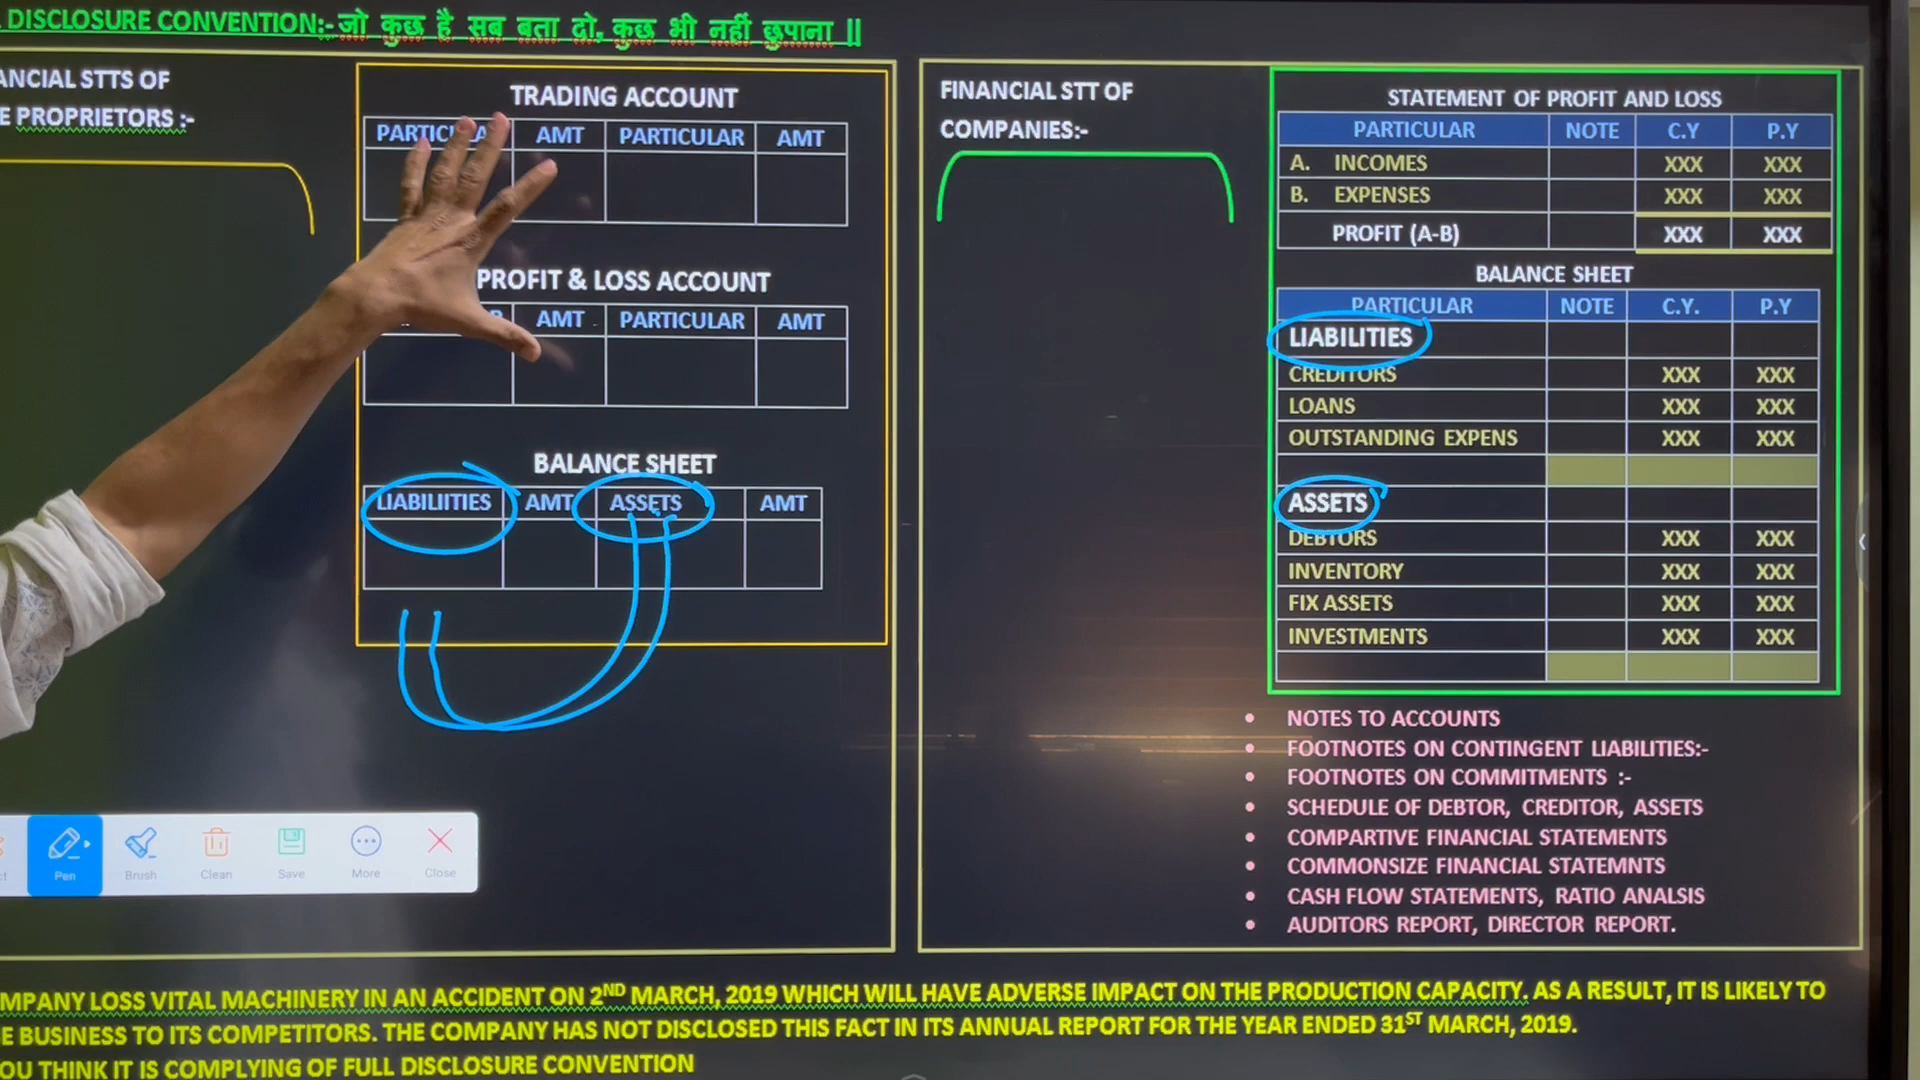 DISCLOSURE CONVENTION:-जो कुछ है सब बता दो, कुछ भी नहीं छुपाना ||
ANCIAL STTS OF
E PROPRIETORS :-
TRADING ACCOUNT
AMT PARTICULAR AMT
PROFIT & LOSS ACCOUNT
AMT PARTICULAR AMT
BALANCE SHEET
LIABILIITIES AMT ASSETS AMT
FINANCIAL STT OF
COMPANIES:-
STATEMENT OF PROFIT AND LOSS
PARTICULAR NOTE C.Y P.Y
A. INCOMES XXX XXX
B. EXPENSES XXX XXX
PROFIT (A-B) XXX XXX
BALANCE SHEET
PARTICULAR NOTE C.Y. P.Y
LIABILITIES
CREDITORS XXX XXX
LOANS XXX XXX
OUTSTANDING EXPENS XXX XXX
ASSETS
DEBTORS XXX XXX
INVENTORY XXX XXX
FIX ASSETS XXX XXX
INVESTMENTS XXX XXX
• NOTES TO ACCOUNTS
• FOOTNOTES ON CONTINGENT LIABILITIES:-
• FOOTNOTES ON COMMITMENTS :-
• SCHEDULE OF DEBTOR, CREDITOR, ASSETS
• COMPARTIVE FINANCIAL STATEMENTS
• COMMONSIZE FINANCIAL STATEMNTS
• CASH FLOW STATEMENTS, RATIO ANALSIS
• AUDITORS REPORT, DIRECTOR REPORT.
ct Pen Brush Clean Save More Close
MPANY LOSS VITAL MACHINERY IN AN ACCIDENT ON 2ND MARCH, 2019 WHICH WILL HAVE ADVERSE IMPACT ON THE PRODUCTION CAPACITY. AS A RESULT, IT IS LIKELY TO
E BUSINESS TO ITS COMPETITORS. THE COMPANY HAS NOT DISCLOSED THIS FACT IN ITS ANNUAL REPORT FOR THE YEAR ENDED 31ST MARCH, 2019.
OU THINK IT IS COMPLYING OF FULL DISCLOSURE CONVENTION